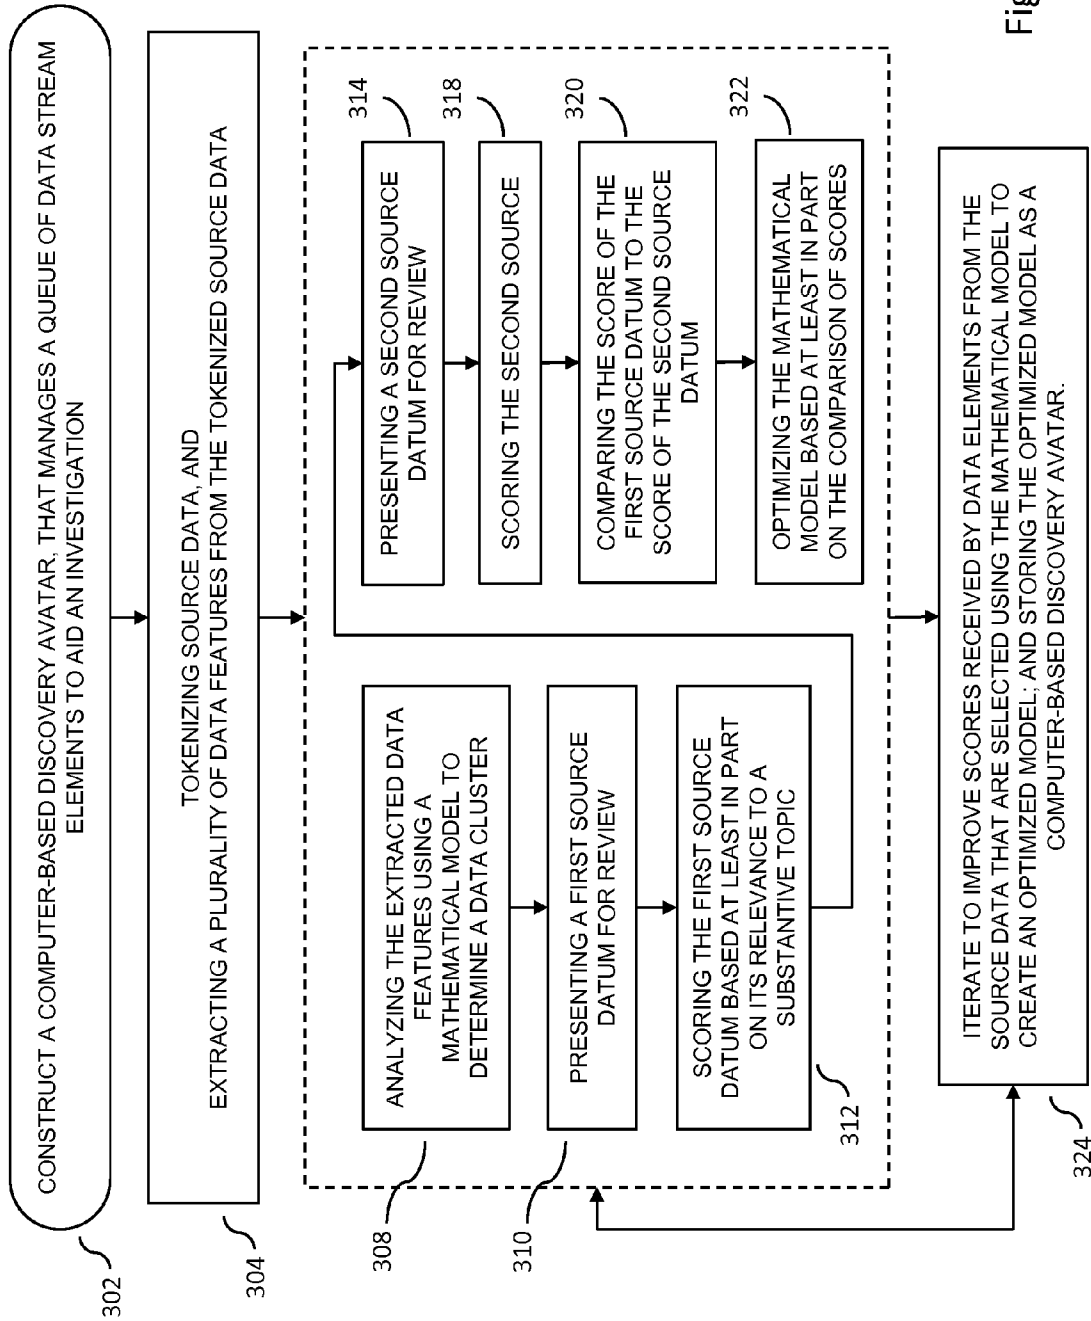 CONSTRUCT A COMPUTER-BASED DISCOVERY AVATAR, THAT MANAGES A QUEUE OF DATA STREAM
ELEMENTS TO AID AN INVESTIGATION
302
TOKENIZING SOURCE DATA, AND
EXTRACTING A PLURALITY OF DATA FEATURES FROM THE TOKENIZED SOURCE DATA
304
ANALYZING THE EXTRACTED DATA
FEATURES USING A
MATHEMATICAL MODEL TO
DETERMINE A DATA CLUSTER
308
PRESENTING A FIRST SOURCE
DATUM FOR REVIEW
310
SCORING THE FIRST SOURCE
DATUM BASED AT LEAST IN PART
ON ITS RELEVANCE TO A
SUBSTANTIVE TOPIC
312
PRESENTING A SECOND SOURCE
DATUM FOR REVIEW
314
SCORING THE SECOND SOURCE
318
COMPARING THE SCORE OF THE
FIRST SOURCE DATUM TO THE
SCORE OF THE SECOND SOURCE
DATUM
320
OPTIMIZING THE MATHEMATICAL
MODEL BASED AT LEAST IN PART
ON THE COMPARISON OF SCORES
322
ITERATE TO IMPROVE SCORES RECEIVED BY DATA ELEMENTS FROM THE
SOURCE DATA THAT ARE SELECTED USING THE MATHEMATICAL MODEL TO
CREATE AN OPTIMIZED MODEL; AND STORING THE OPTIMIZED MODEL AS A
COMPUTER-BASED DISCOVERY AVATAR.
324